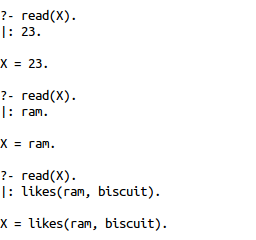 ?- read(X).
|: 23.
X = 23.
?- read(X).
|: ram.
X = ram.
?- read(X).
|: likes(ram, biscuit).
X = likes(ram, biscuit).